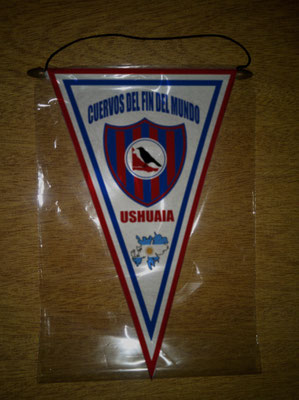 CUERVOS DEL FIN DEL MUNDO
USHUAIA